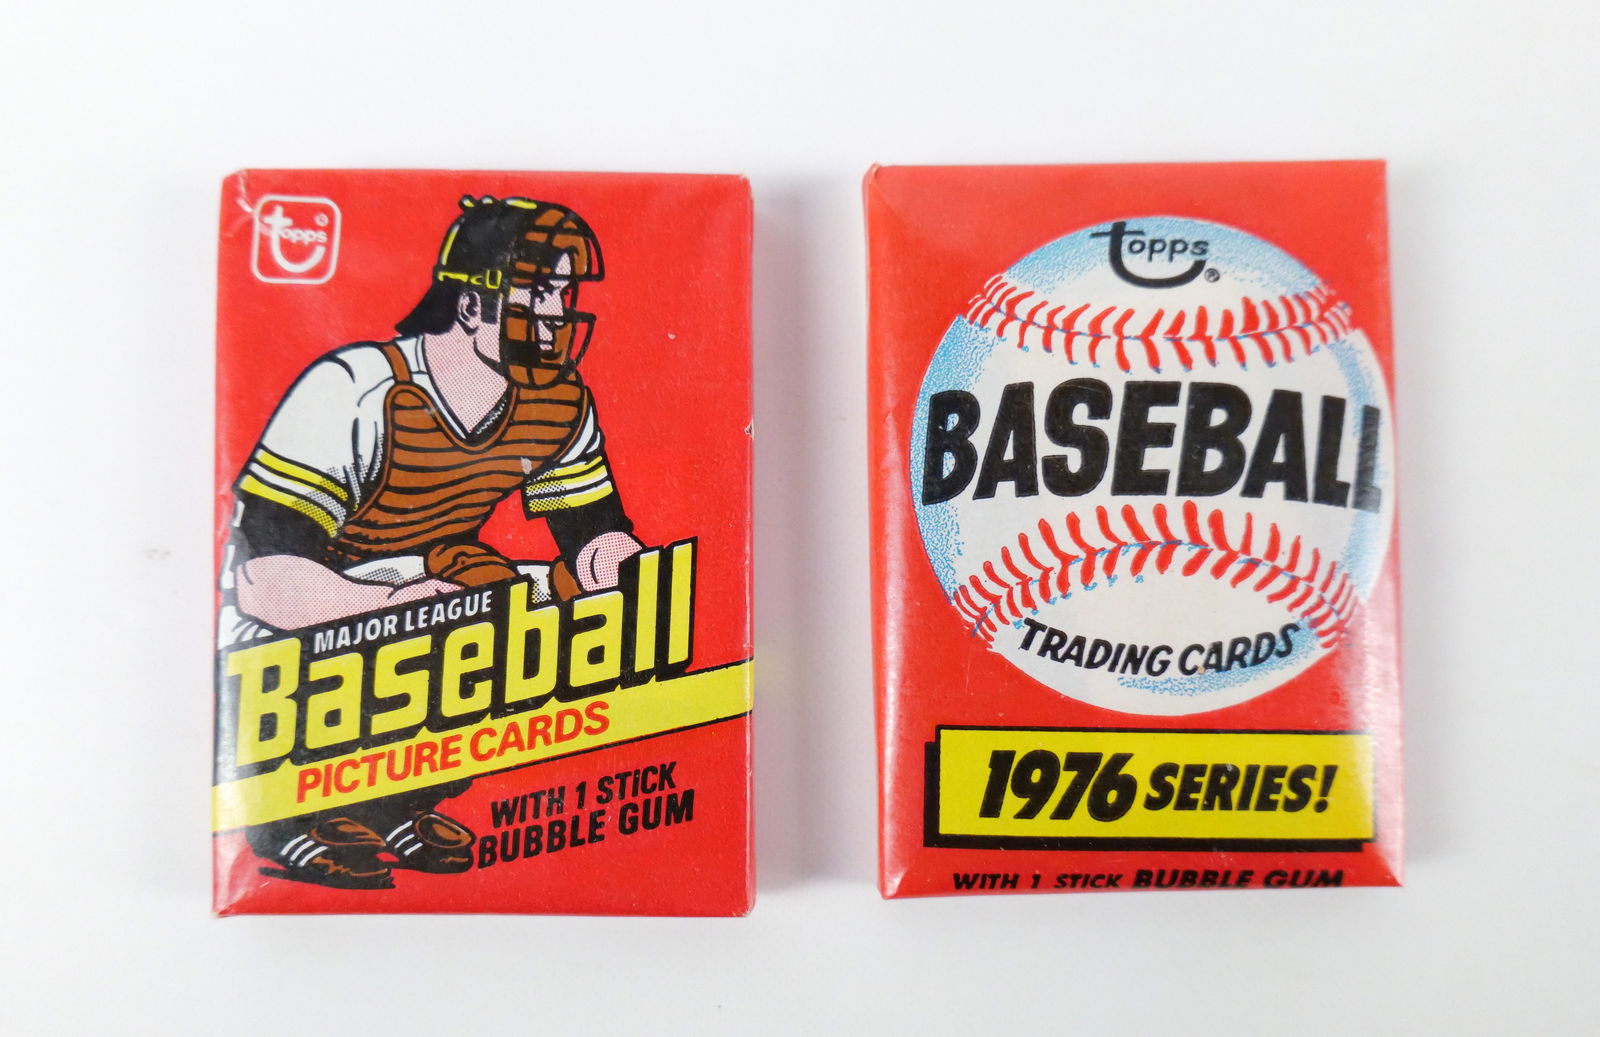 topps®
MAJOR LEAGUE
Baseball
PICTURE CARDS
WITH 1 STICK
BUBBLE GUM
topps®
BASEBALL
TRADING CARDS
1976 SERIES!
WITH 1 STICK BUBBLE GUM